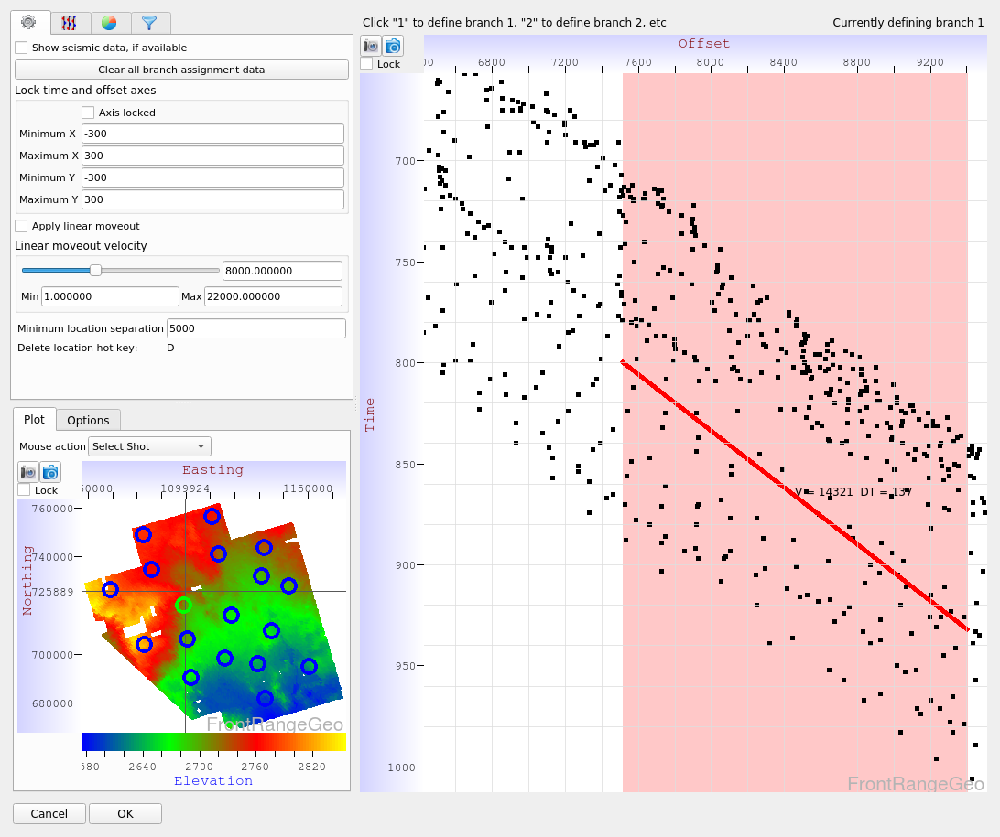 Click "1" to define branch 1, "2" to define branch 2, etc
Currently defining branch 1
Show seismic data, if available
Clear all branch assignment data
Lock time and offset axes
Axis locked
Minimum X -300
Maximum X 300
Minimum Y -300
Maximum Y 300
Apply linear moveout
Linear moveout velocity
8000.000000
Min 1.000000 Max 22000.000000
Minimum location separation 5000
Delete location hot key: D
Plot Options
Mouse action Select Shot
Lock
Easting
50000 1099924 1150000
Northing
760000
740000
725889
700000
680000
FrontRangeGeo
580 2640 2700 2760 2820
Elevation
Cancel OK
Lock
Offset
00 6800 7200 7600 8000 8400 8800 9200
Time
700
750
800
850
900
950
1000
V = 14321 DT = 137
FrontRangeGeo